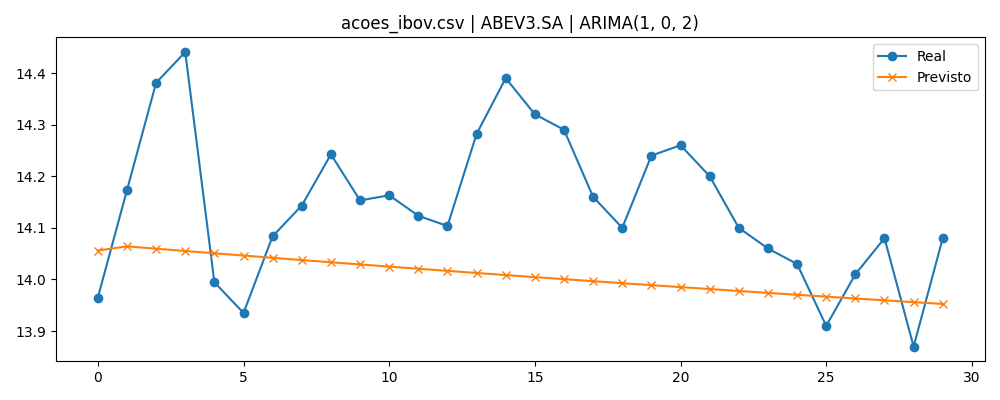 acoes_ibov.csv | ABEV3.SA | ARIMA(1, 0, 2)
Real
Previsto
14.4
14.3
14.2
14.1
14.0
13.9
0 5 10 15 20 25 30